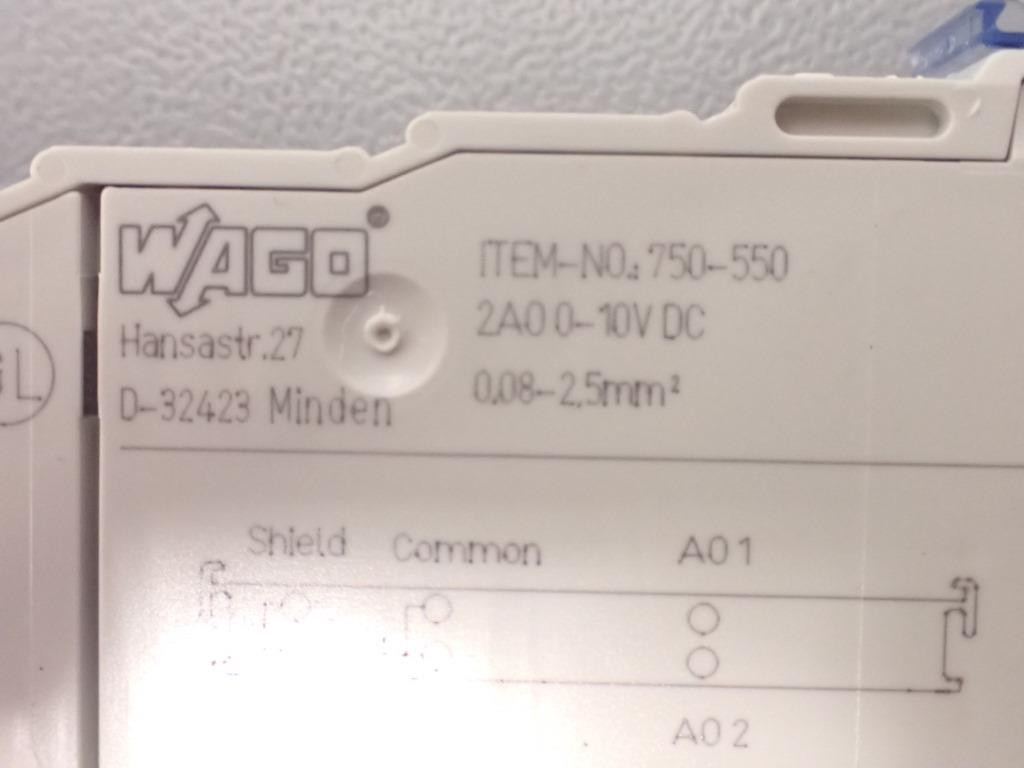 WAGO®
Hansastr.27
D-32423 Minden
ITEM-NO.: 750-550
2AO 0-10V DC
0,08-2,5mm²
GL
Shield Common AO 1
AO 2